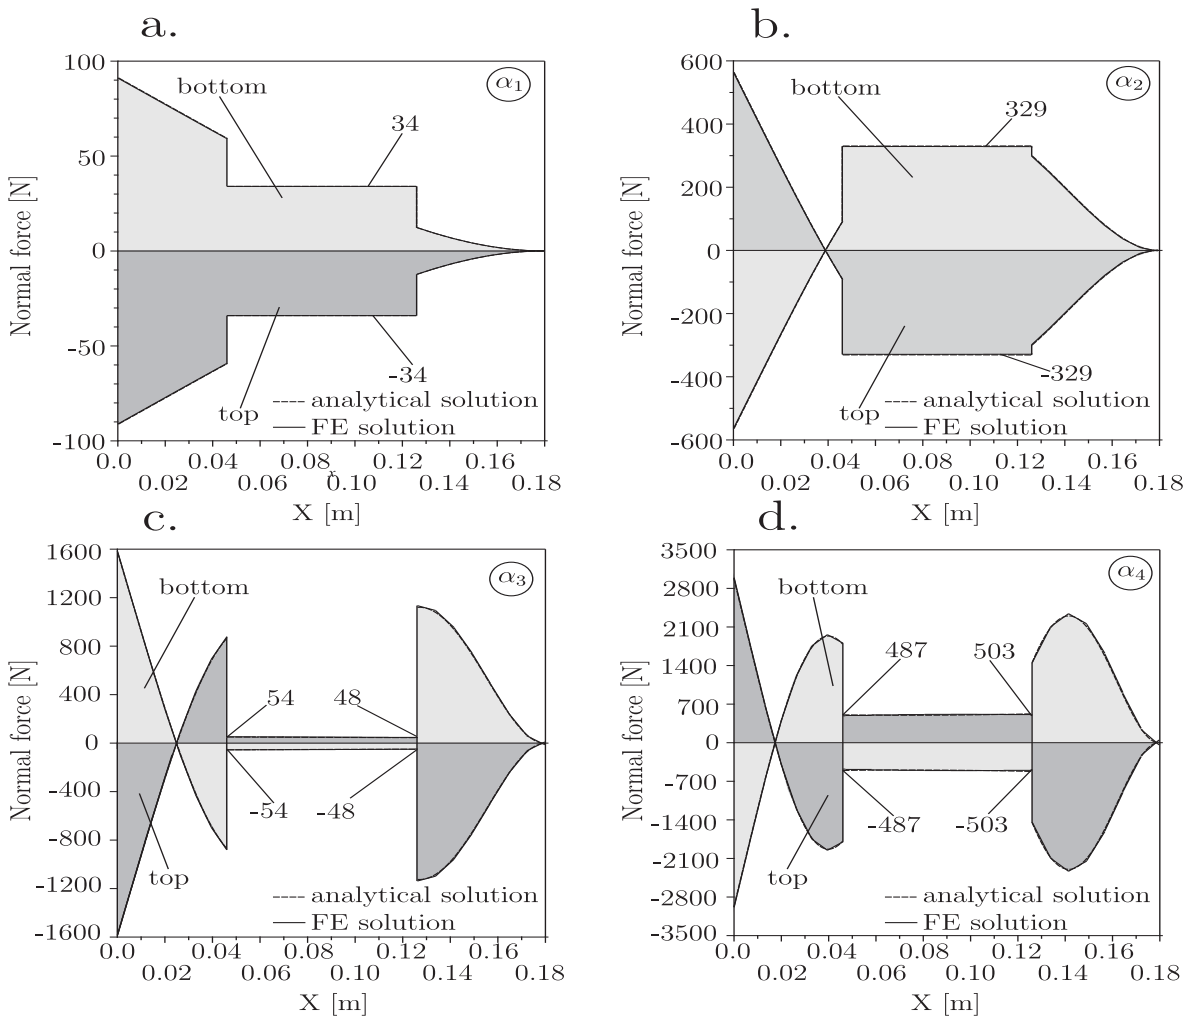 a.
Normal force [N]
100
50
0
-50
-100
bottom
34
α1
-34
top
analytical solution
FE solution
0.0 0.04 0.08 0.12 0.16
0.02 0.06 0.10 0.14 0.18
X [m]
b.
Normal force [N]
600
400
200
0
-200
-400
-600
bottom
329
α2
-329
top
analytical solution
FE solution
0.0 0.04 0.08 0.12 0.16
0.02 0.06 0.10 0.14 0.18
X [m]
c.
Normal force [N]
1600
1200
800
400
0
-400
-800
-1200
-1600
bottom
α3
54 48
-54 -48
top
analytical solution
FE solution
0.0 0.04 0.08 0.12 0.16
0.02 0.06 0.10 0.14 0.18
X [m]
d.
Normal force [N]
3500
2800
2100
1400
700
0
-700
-1400
-2100
-2800
-3500
bottom
α4
487 503
-487 -503
top
analytical solution
FE solution
0.0 0.04 0.08 0.12 0.16
0.02 0.06 0.10 0.14 0.18
X [m]